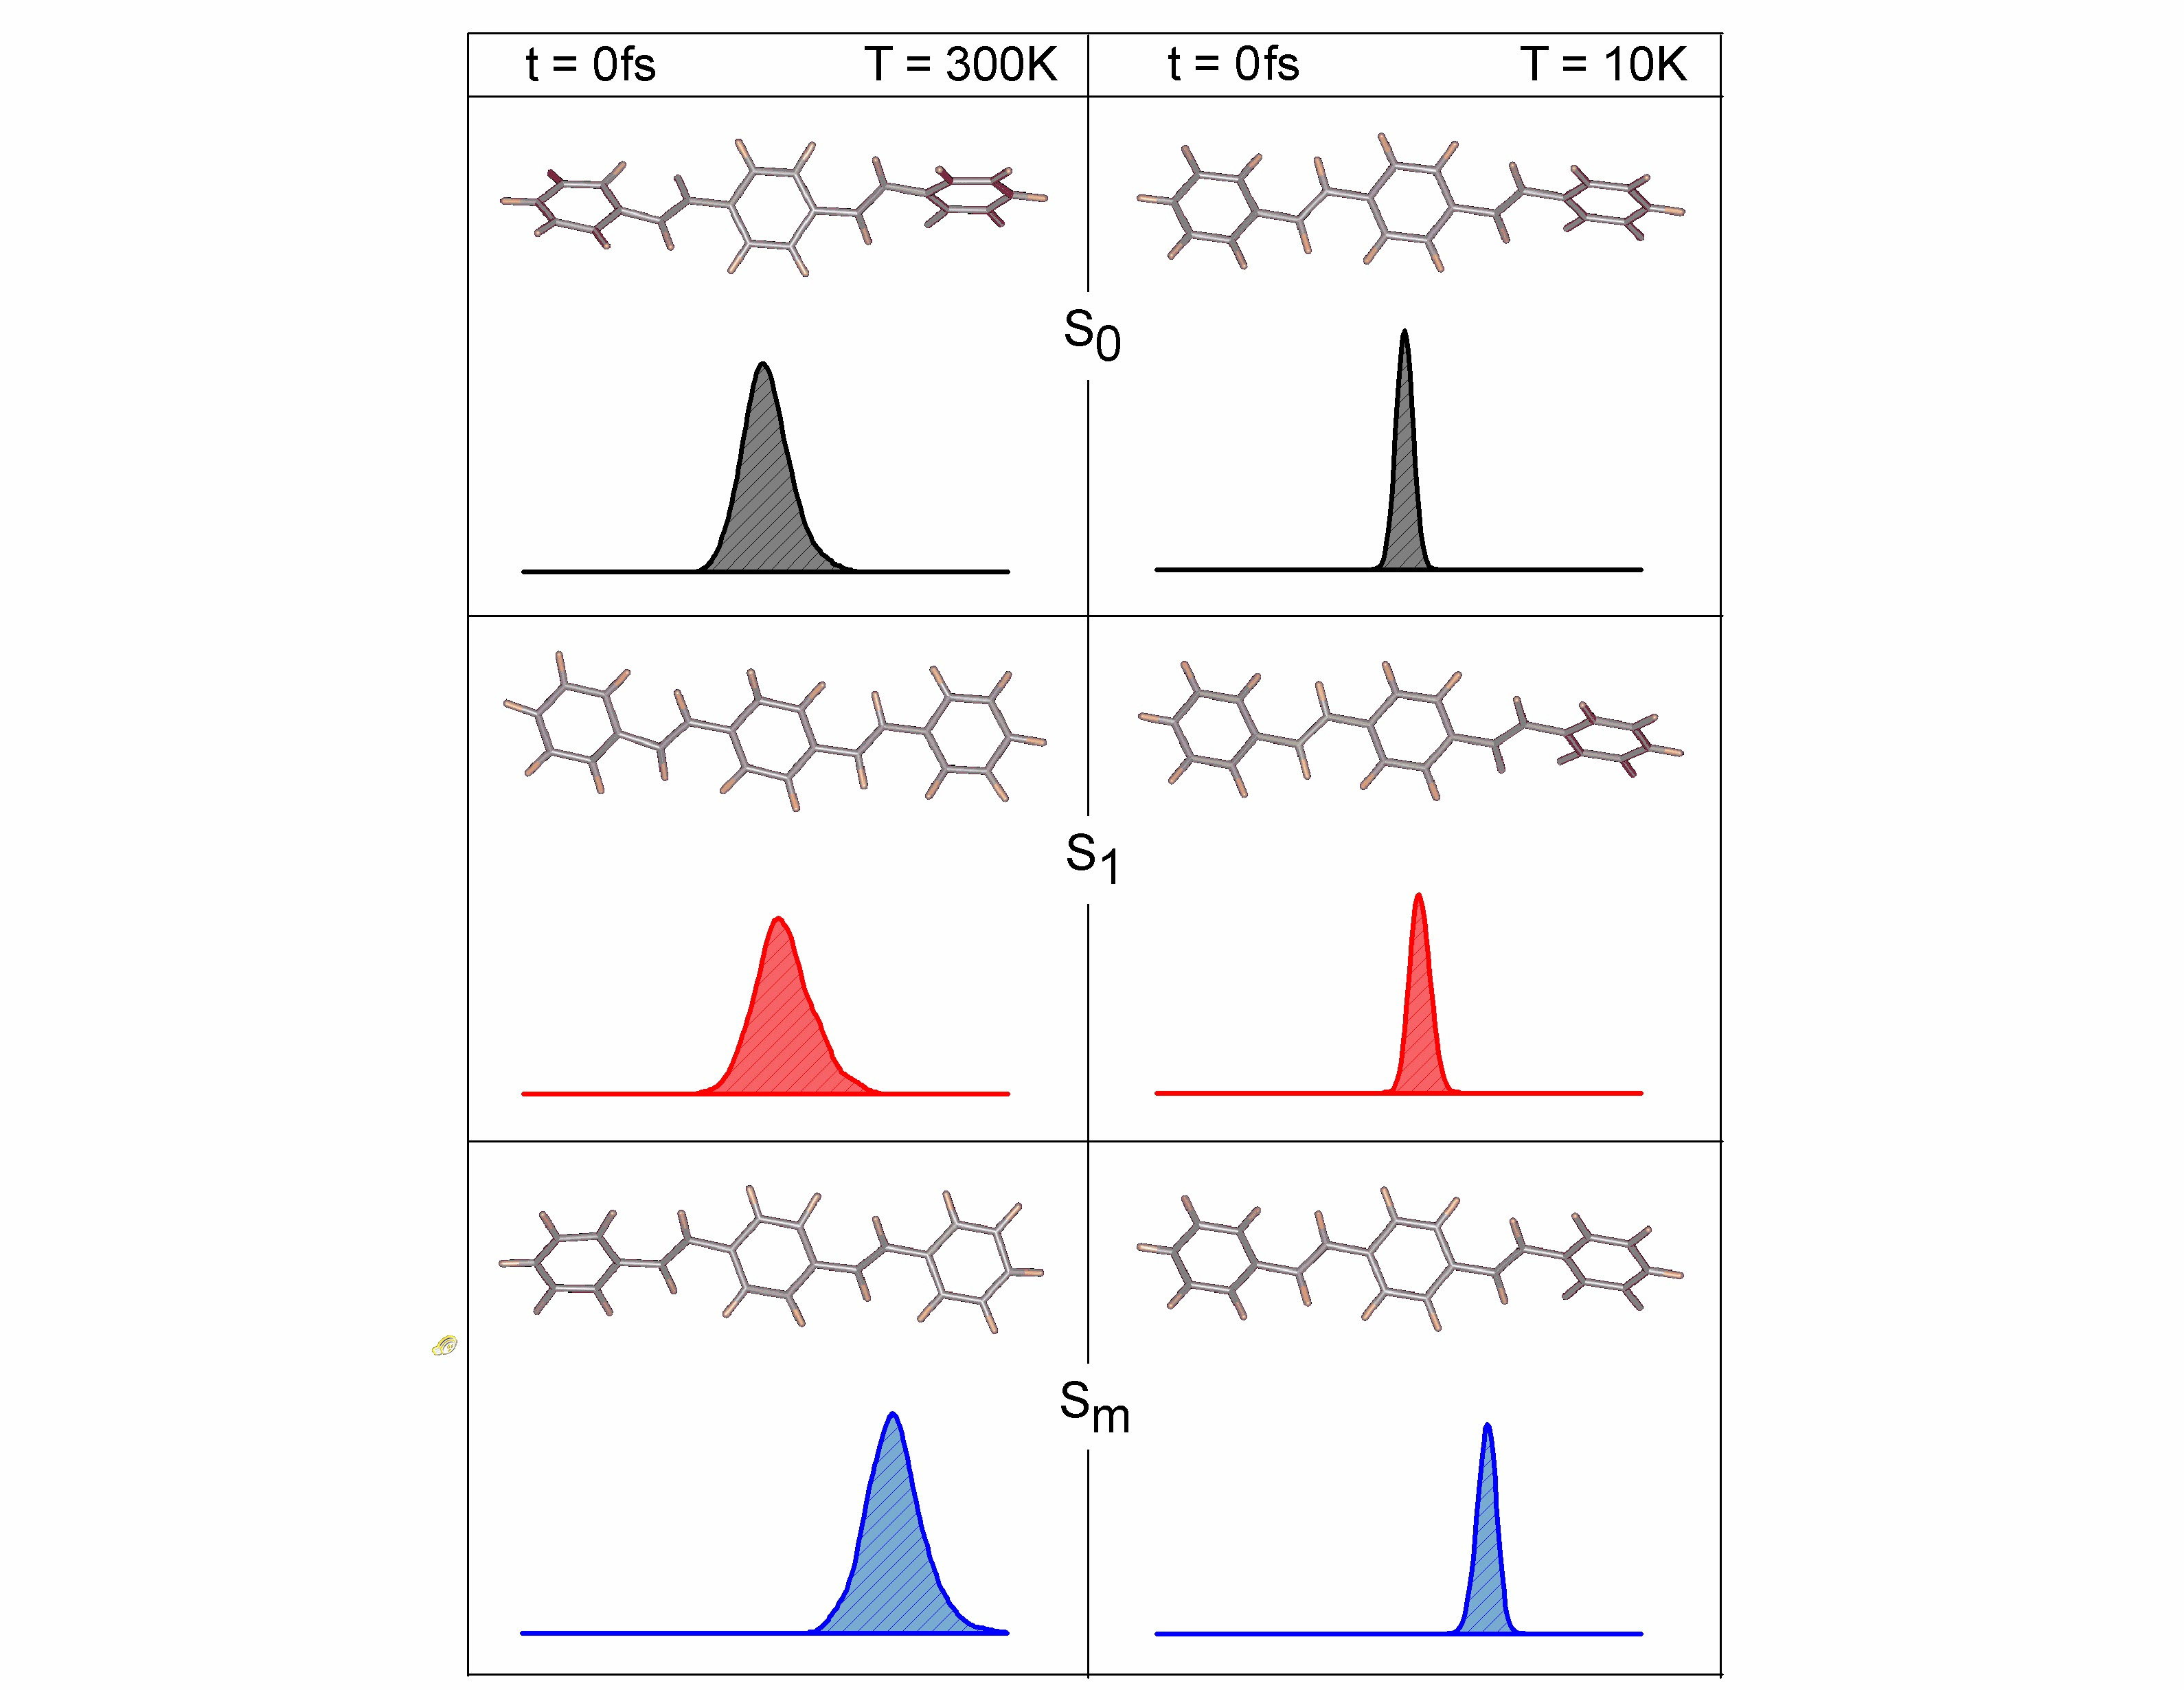 t = 0fs T = 300K t = 0fs T = 10K
S0
S1
Sm